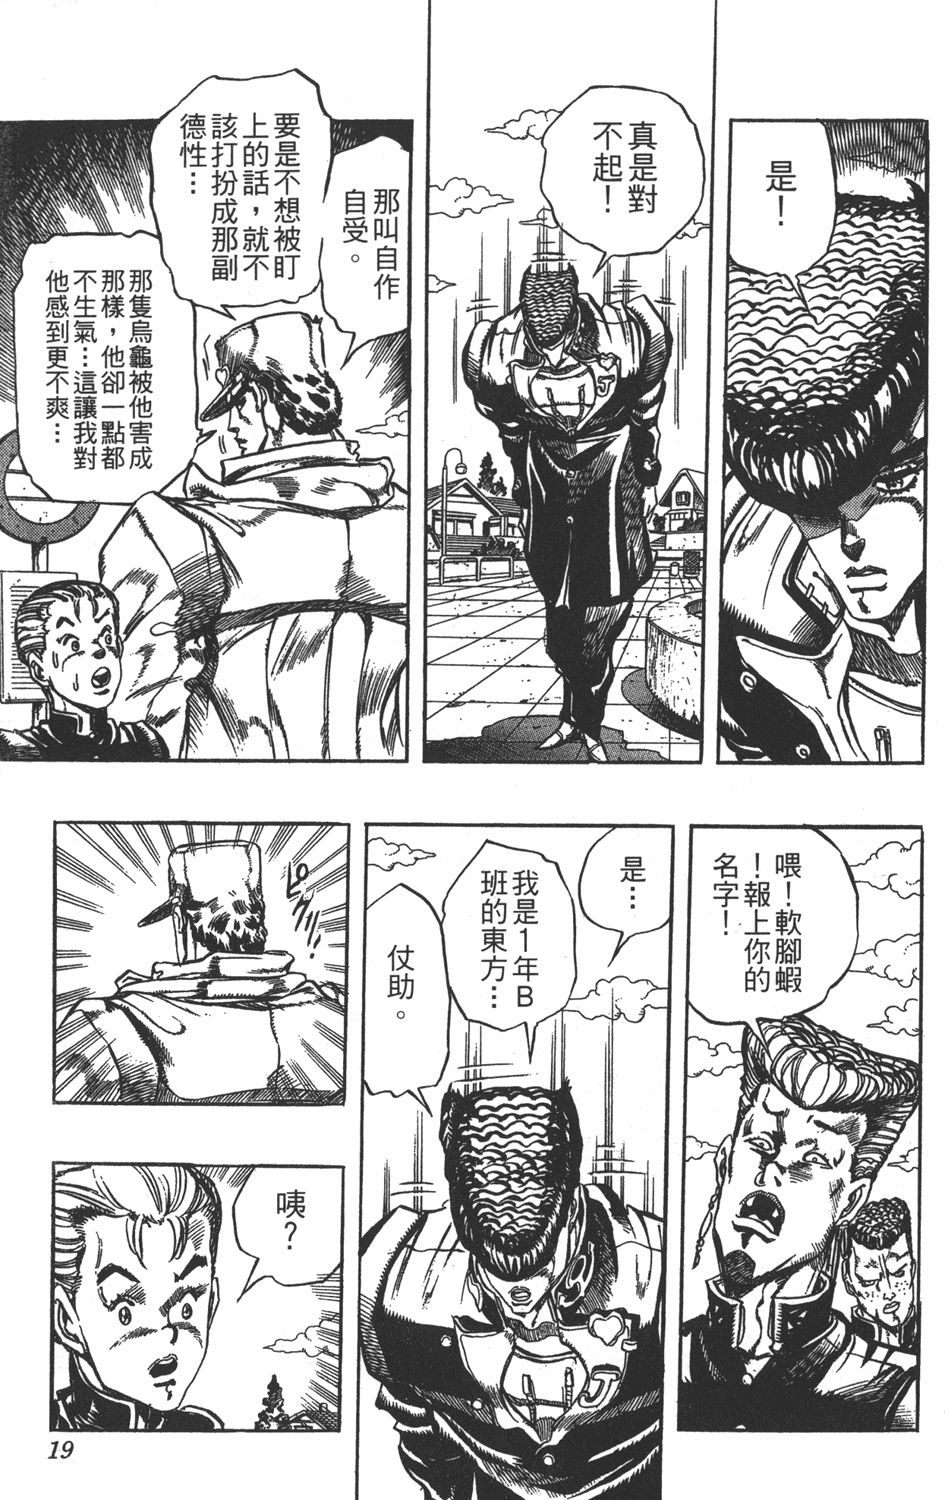 是！
真是對
不起！
那叫自作
自受。
要是不想被盯
上的話，就不
該打扮成那副
德性…
那隻烏龜被他害成
那樣，他卻一點都
不生氣…這讓我對
他感到更不爽…
喂！軟腳蝦
！報上你的
名字！
是…
我是1年B
班的東方…
仗助。
ピクッ
咦？
19
J
J